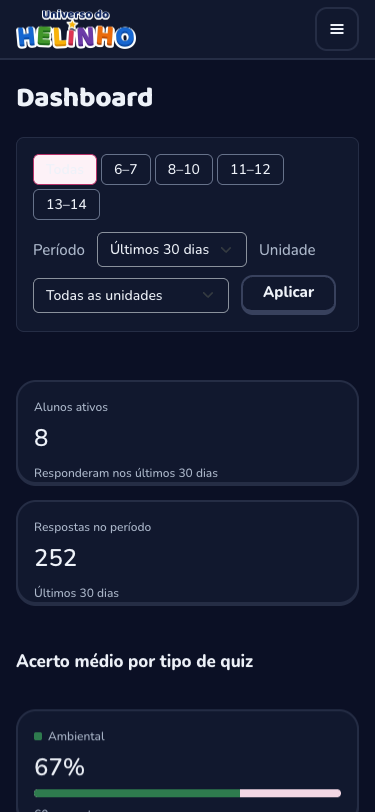 Universo do
HELINHO
Dashboard
6–7
8–10
11–12
13–14
Período
Últimos 30 dias
Unidade
Todas as unidades
Aplicar
Alunos ativos
8
Responderam nos últimos 30 dias
Respostas no período
252
Últimos 30 dias
Acerto médio por tipo de quiz
Ambiental
67%